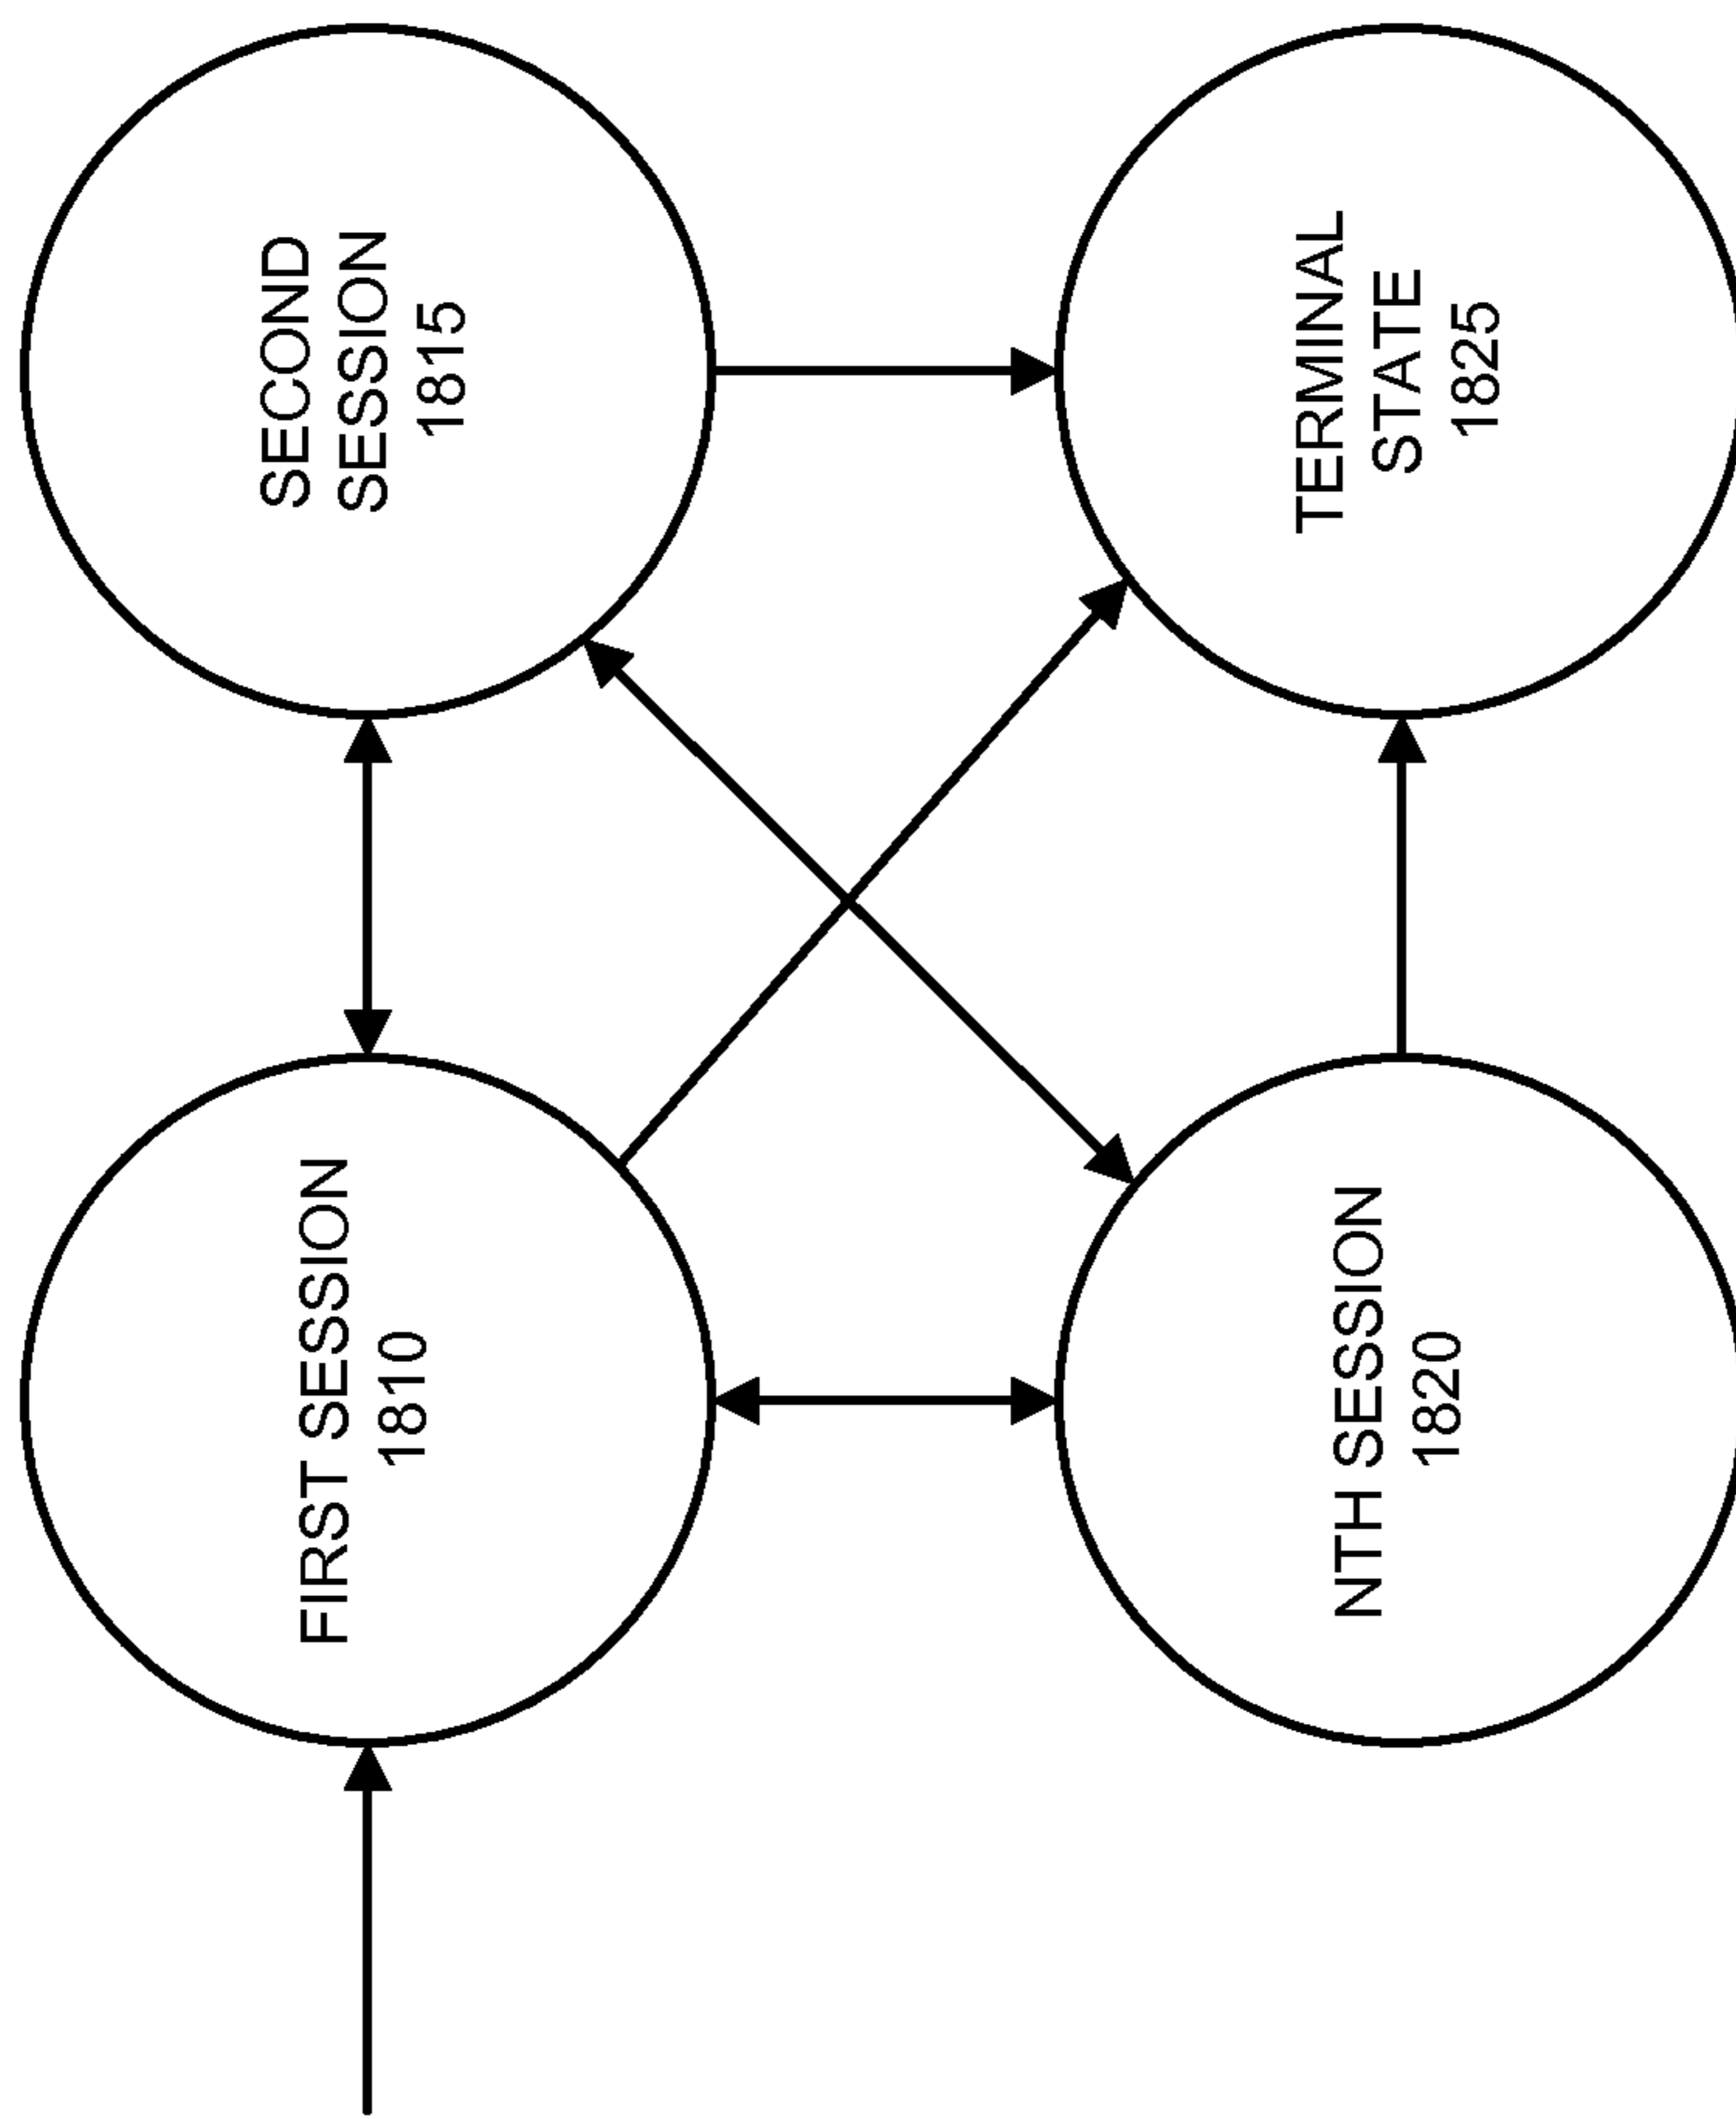 FIRST SESSION
1810
SECOND
SESSION
1815
NTH SESSION
1820
TERMINAL
STATE
1825